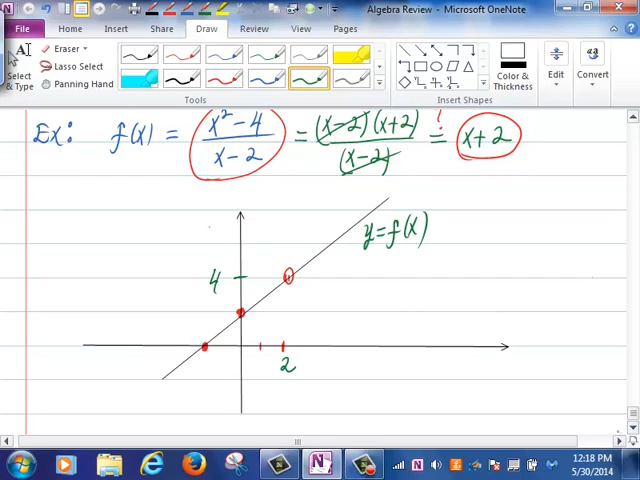 Algebra Review - Microsoft OneNote
File Home Insert Share Draw Review View Pages
Select & Type
Eraser
Lasso Select
Panning Hand
Color & Thickness
Edit
Convert
Tools
Insert Shapes
Ex: f(x) = x² - 4 / x - 2 = (x-2)(x+2) / (x-2) =! x+2
y=f(x)
4
2
12:18 PM
5/30/2014